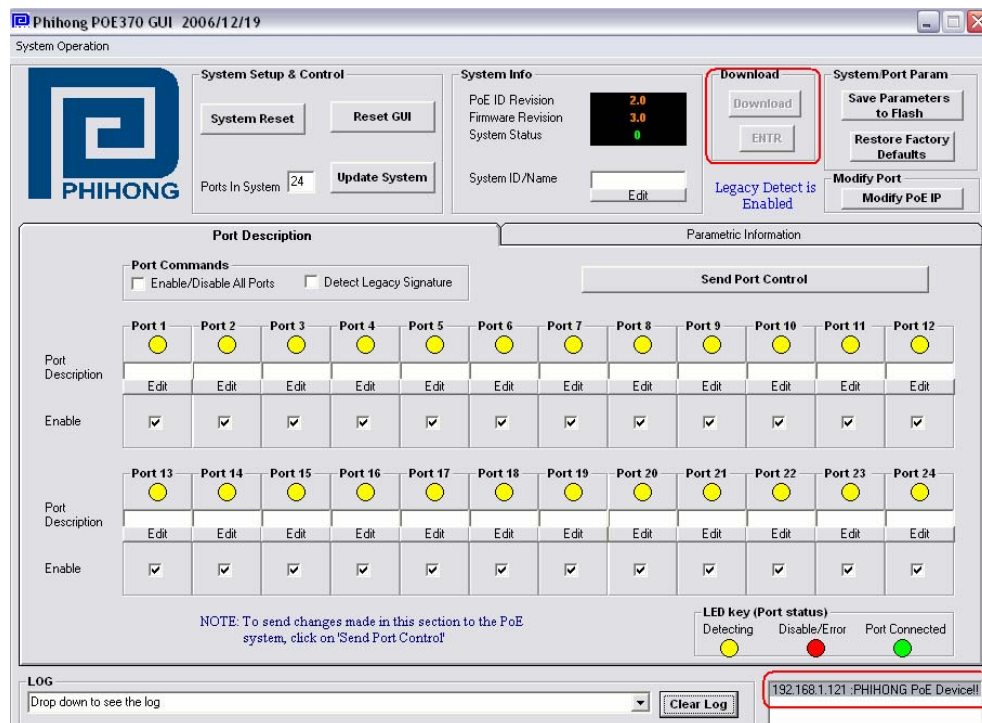 Phihong POE370 GUI 2006/12/19
System Operation
PHIHONG
System Setup & Control
System Reset
Reset GUI
Ports In System 24
Update System
System Info
PoE ID Revision 2.0
Firmware Revision 3.0
System Status 0
System ID/Name
Edit
Download
Download
ENTR
Legacy Detect is
Enabled
System/Port Param
Save Parameters
to Flash
Restore Factory
Defaults
Modify Port
Modify PoE IP
Port Description
Parametric Information
Port Commands
Enable/Disable All Ports
Detect Legacy Signature
Send Port Control
Port 1 Port 2 Port 3 Port 4 Port 5 Port 6 Port 7 Port 8 Port 9 Port 10 Port 11 Port 12
Port
Description
Edit Edit Edit Edit Edit Edit Edit Edit Edit Edit Edit Edit
Enable
Port 13 Port 14 Port 15 Port 16 Port 17 Port 18 Port 19 Port 20 Port 21 Port 22 Port 23 Port 24
Port
Description
Edit Edit Edit Edit Edit Edit Edit Edit Edit Edit Edit Edit
Enable
NOTE: To send changes made in this section to the PoE
system, click on 'Send Port Control'
LED key (Port status)
Detecting Disable/Error Port Connected
LOG
Drop down to see the log
Clear Log
192.168.1.121 :PHIHONG PoE Device!!